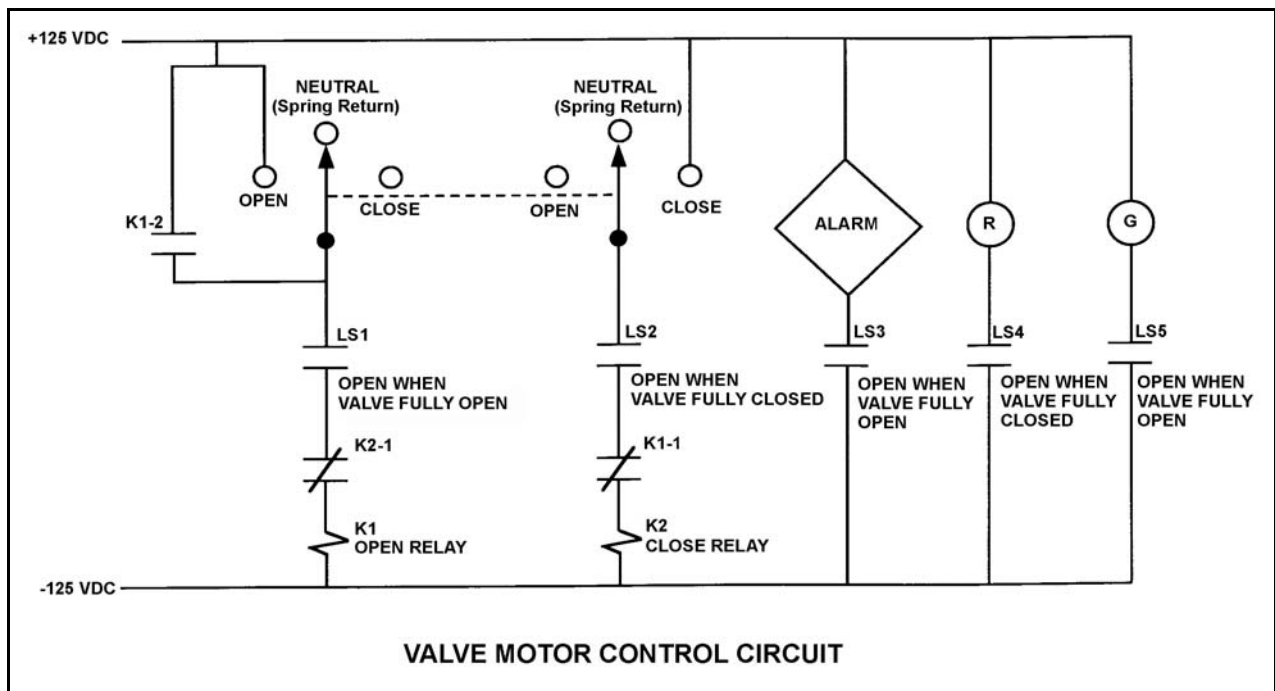 +125 VDC
NEUTRAL
(Spring Return)
NEUTRAL
(Spring Return)
OPEN
CLOSE
OPEN
CLOSE
K1-2
ALARM
R
G
LS1
OPEN WHEN
VALVE FULLY OPEN
LS2
OPEN WHEN
VALVE FULLY CLOSED
LS3
OPEN WHEN
VALVE FULLY
OPEN
LS4
OPEN WHEN
VALVE FULLY
CLOSED
LS5
OPEN WHEN
VALVE FULLY
OPEN
K2-1
K1-1
K1
OPEN RELAY
K2
CLOSE RELAY
-125 VDC
VALVE MOTOR CONTROL CIRCUIT